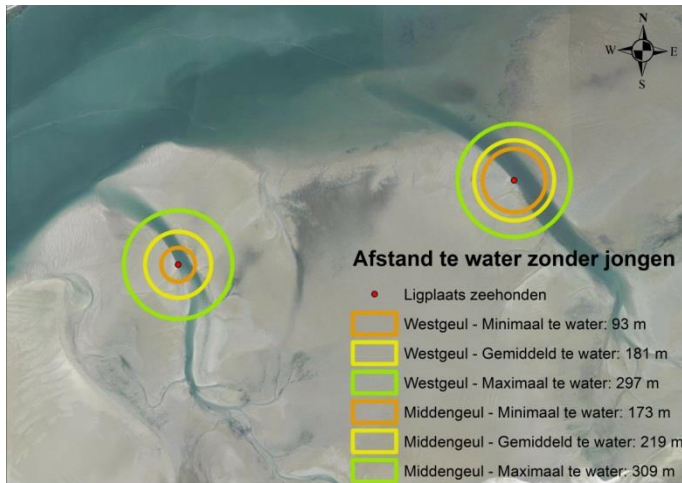 N
W E
S
Afstand te water zonder jongen
Ligplaats zeehonden
Westgeul - Minimaal te water: 93 m
Westgeul - Gemiddeld te water: 181 m
Westgeul - Maximaal te water: 297 m
Middengeul - Minimaal te water: 173 m
Middengeul - Gemiddeld te water: 219 m
Middengeul - Maximaal te water: 309 m